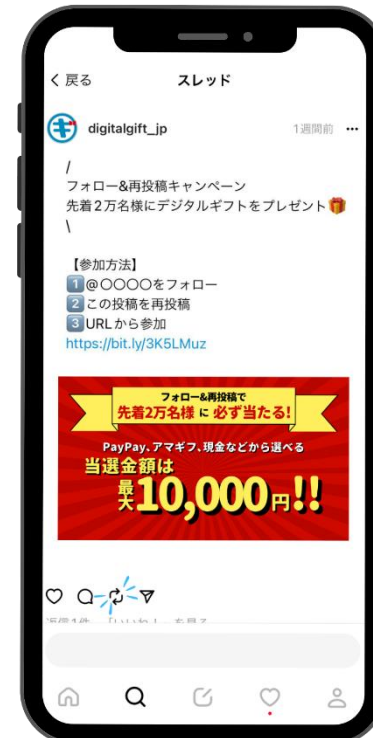 戻る
スレッド
digitalgift_jp
1週間前
/
フォロー&再投稿キャンペーン
先着2万名様にデジタルギフトをプレゼント🎁
\
【参加方法】
1️⃣@〇〇〇〇をフォロー
2️⃣この投稿を再投稿
3️⃣URLから参加
https://bit.ly/3K5LMuz
フォロー&再投稿で
先着2万名様 に 必ず当たる!
PayPay、アマギフ、現金などから選べる
当選金額は
最大10,000円!!